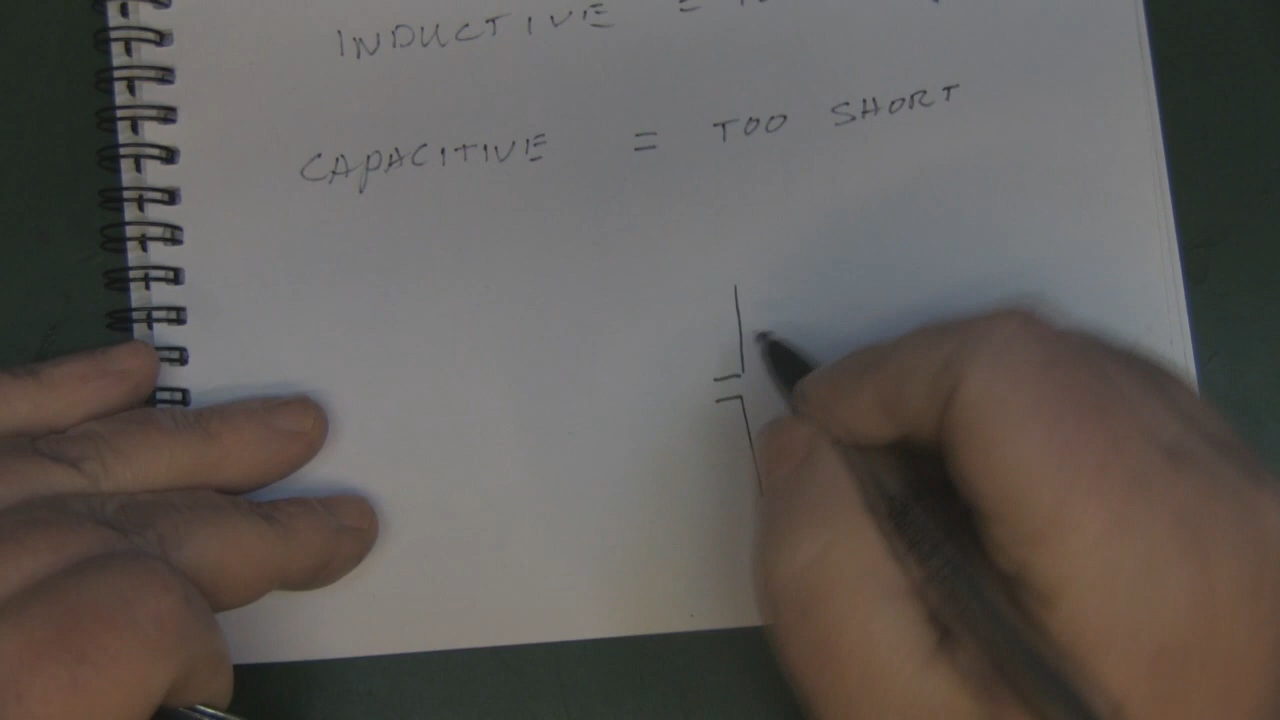 INDUCTIVE =
CAPACITIVE = TOO SHORT